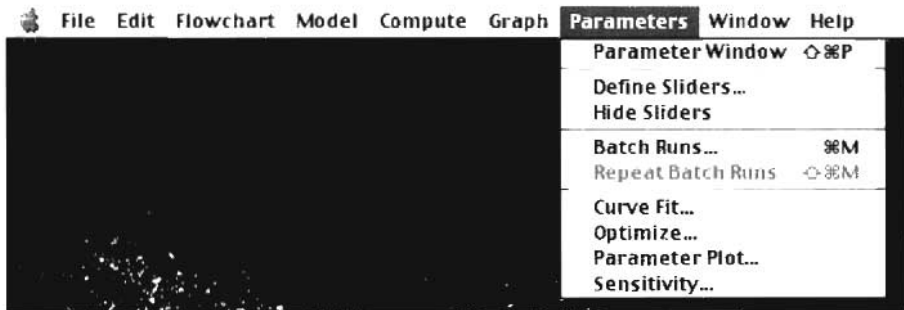 File Edit Flowchart Model Compute Graph Parameters Window Help
Parameter Window ⇧⌘P
Define Sliders...
Hide Sliders
Batch Runs... ⌘M
Repeat Batch Runs ⇧⌘M
Curve Fit...
Optimize...
Parameter Plot...
Sensitivity...